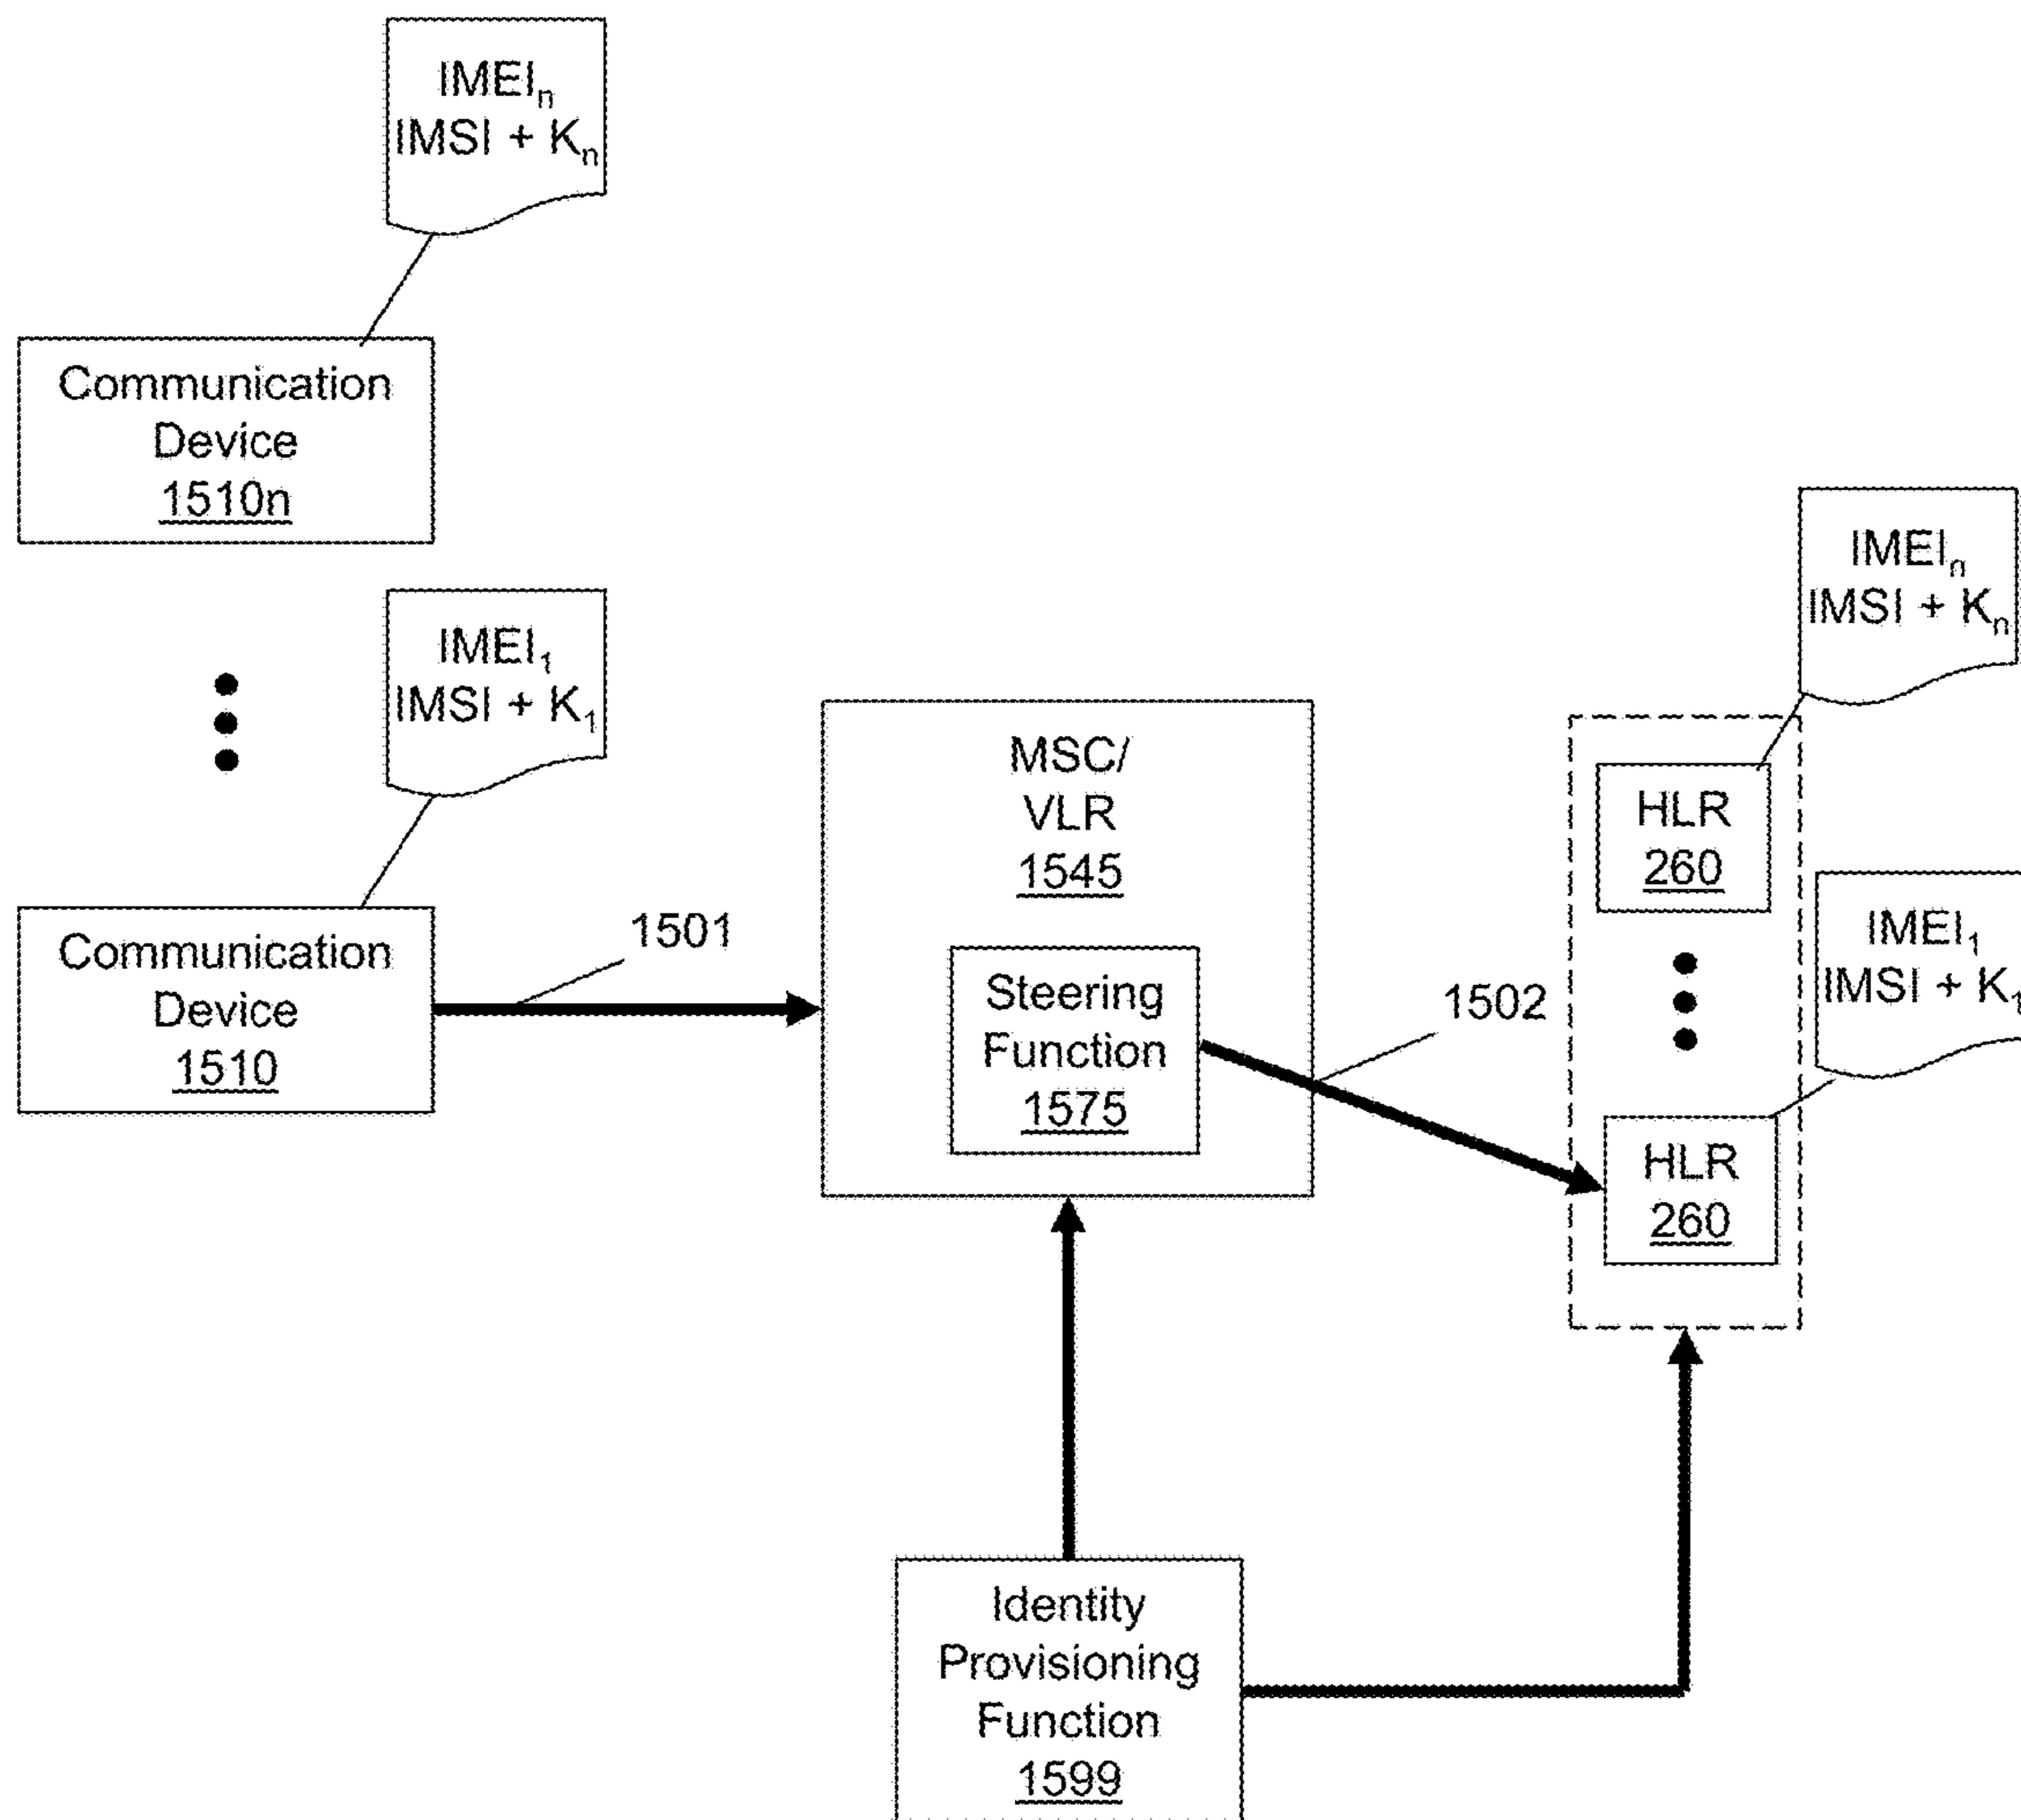 IMEIₙ
IMSI + Kₙ
Communication
Device
1510n
IMEI₁
IMSI + K₁
Communication
Device
1510
1501
MSC/
VLR
1545
Steering
Function
1575
1502
IMEIₙ
IMSI + Kₙ
HLR
260
IMEI₁
IMSI + K₁
HLR
260
Identity
Provisioning
Function
1599